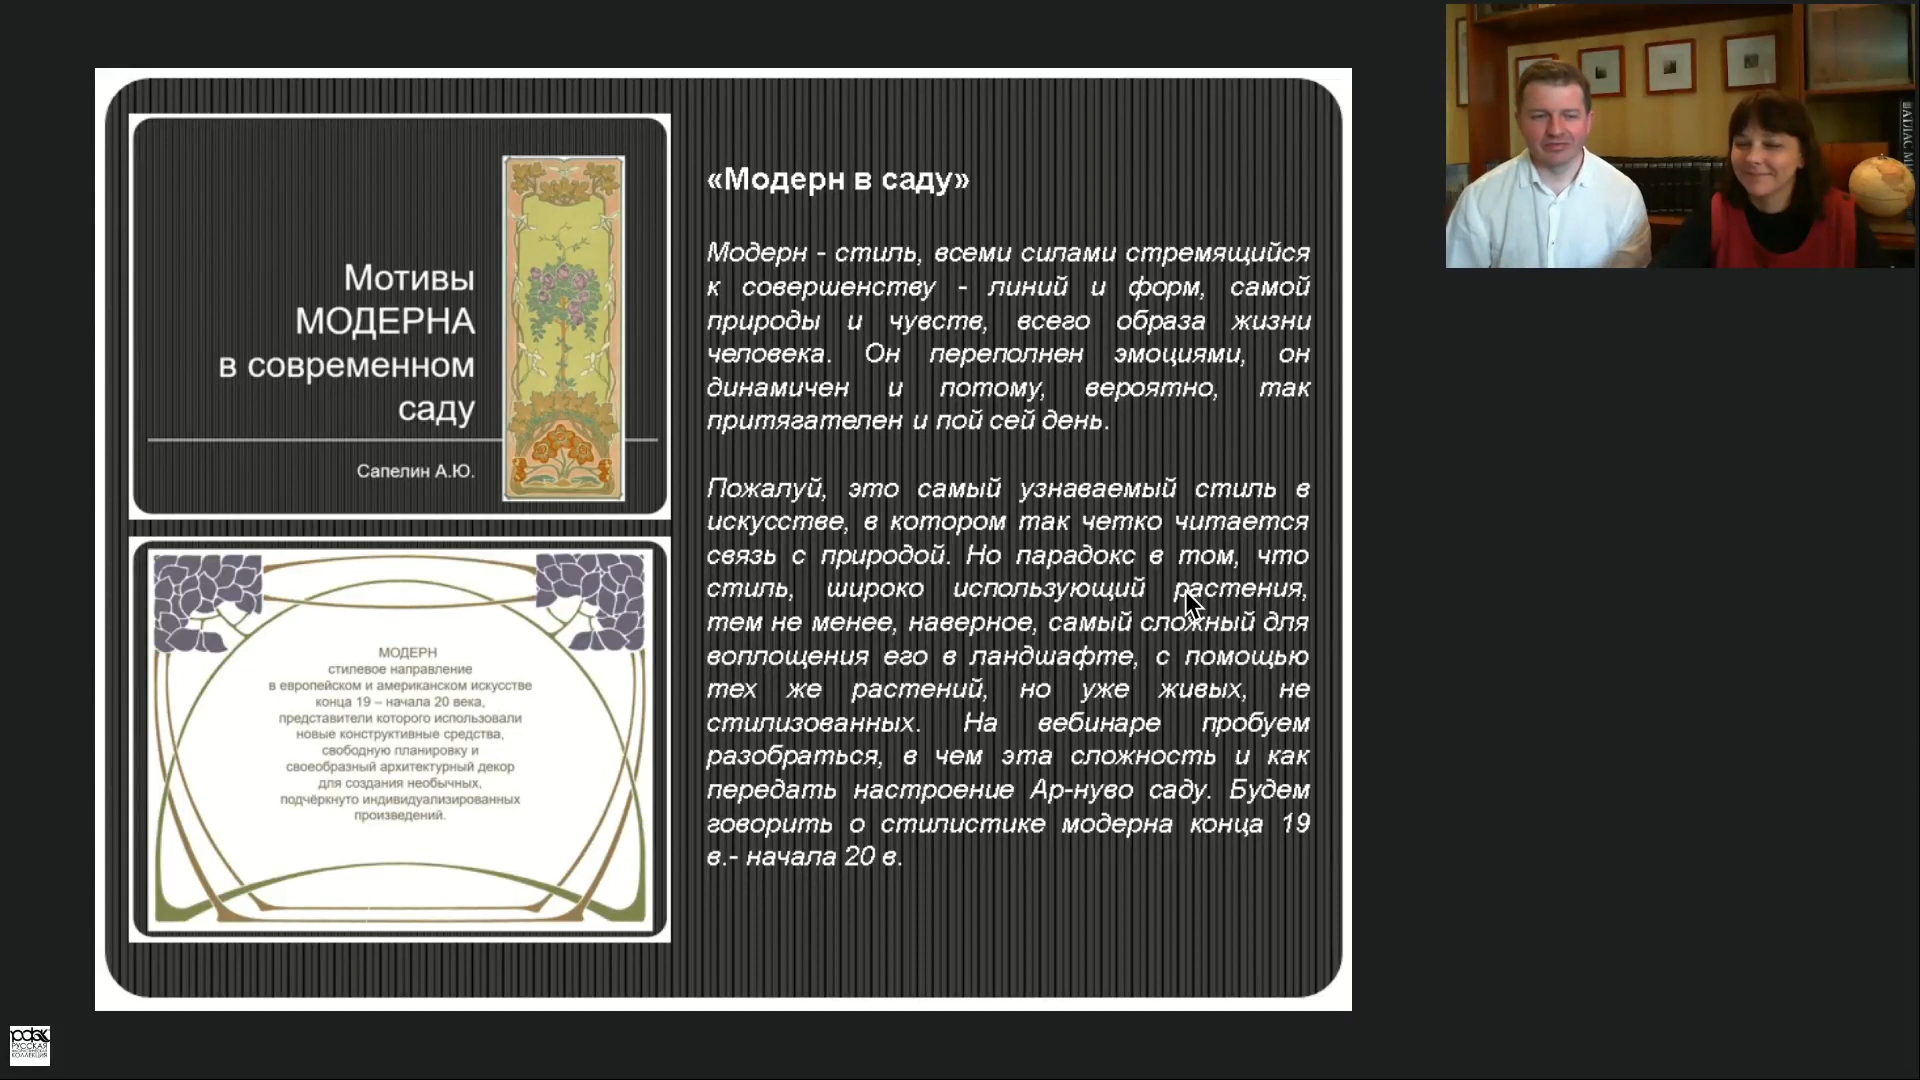 Мотивы
МОДЕРНА
в современном
саду
Сапелин А.Ю.
МОДЕРН
стилевое направление
в европейском и американском искусстве
конца 19 – начала 20 века,
представители которого использовали
новые конструктивные средства,
свободную планировку и
своеобразный архитектурный декор
для создания необычных,
подчёркнуто индивидуализированных
произведений.
«Модерн в саду»
Модерн - стиль, всеми силами стремящийся
к совершенству - линий и форм, самой
природы и чувств, всего образа жизни
человека. Он переполнен эмоциями, он
динамичен и потому, вероятно, так
притягателен и пой сей день.
Пожалуй, это самый узнаваемый стиль в
искусстве, в котором так четко читается
связь с природой. Но парадокс в том, что
стиль, широко использующий растения,
тем не менее, наверное, самый сложный для
воплощения его в ландшафте, с помощью
тех же растений, но уже живых, не
стилизованных. На вебинаре пробуем
разобраться, в чем эта сложность и как
передать настроение Ар-нуво саду. Будем
говорить о стилистике модерна конца 19
в.- начала 20 в.
АТЛАС
РУССКАЯ
КОЛЛЕКЦИЯ